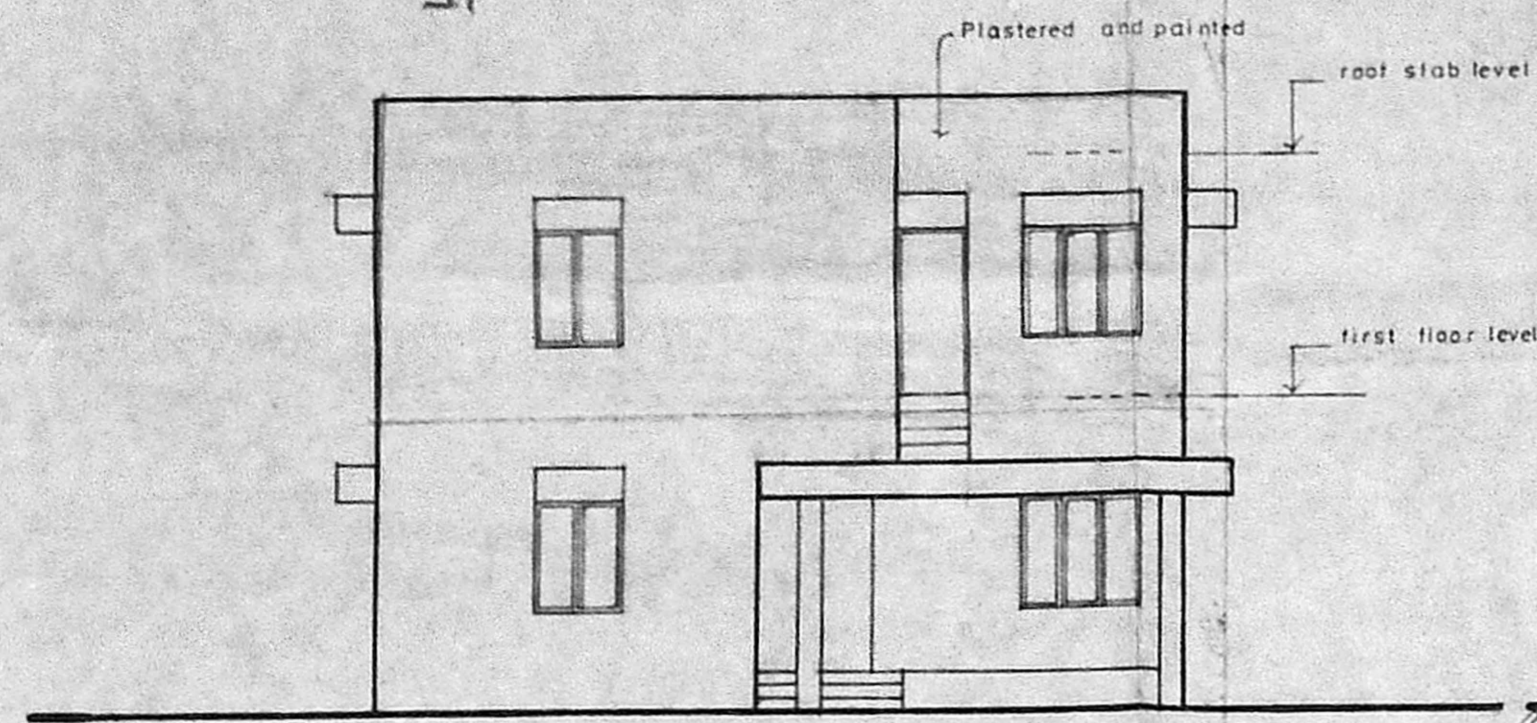 Plastered and painted
roof slab level
first floor level